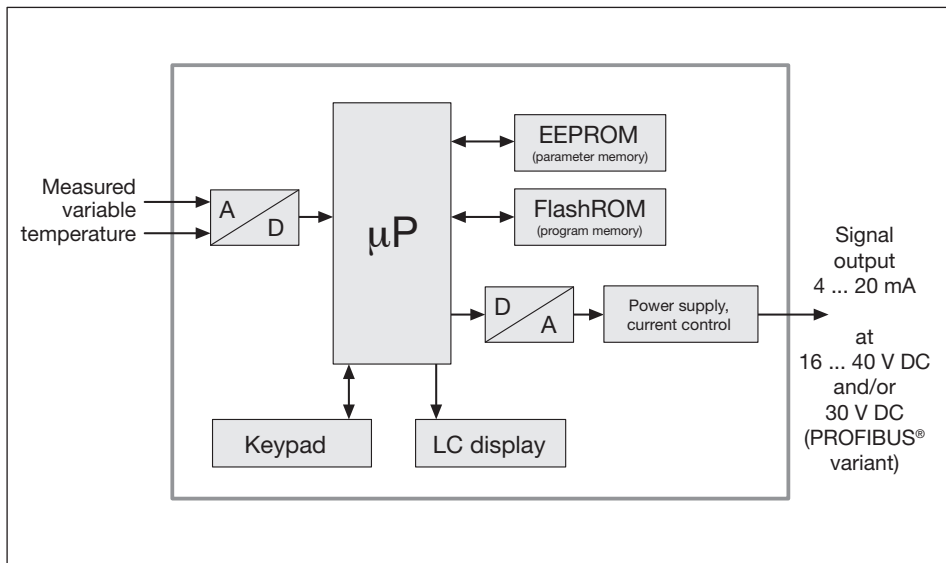 Measured
variable
temperature
A
D
μP
EEPROM
(parameter memory)
FlashROM
(program memory)
D
A
Power supply,
current control
Keypad
LC display
Signal
output
4 ... 20 mA
at
16 ... 40 V DC
and/or
30 V DC
(PROFIBUS®
variant)